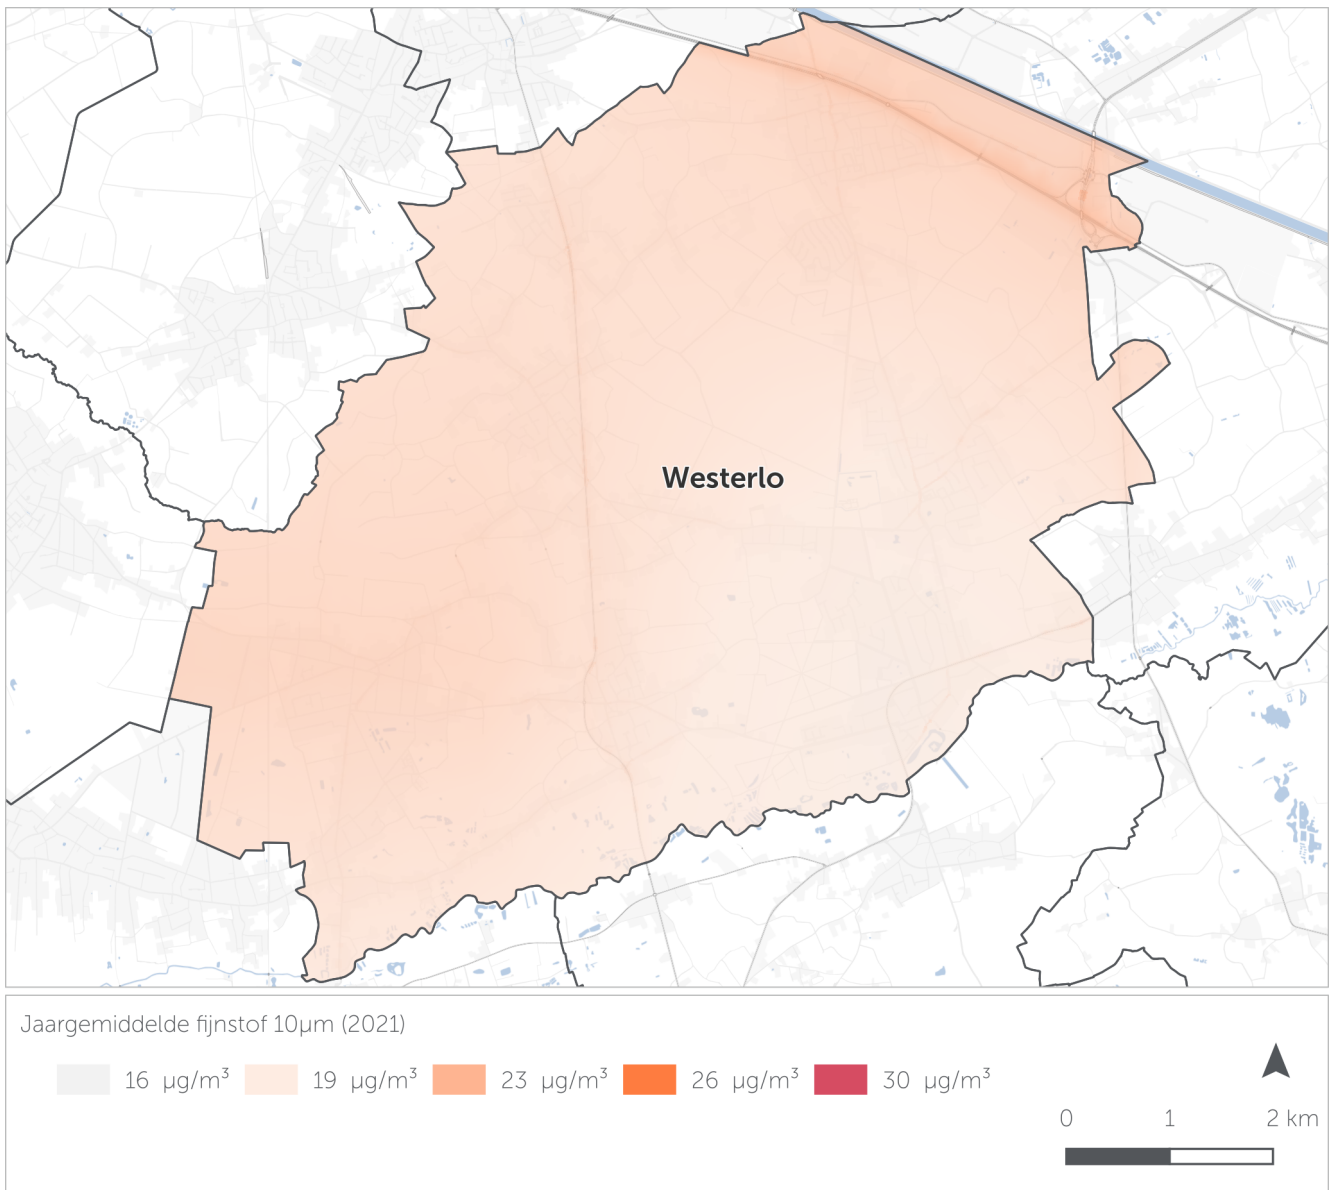 Westerlo
Jaargemiddelde fijnstof 10µm (2021)
16 µg/m³ 19 µg/m³ 23 µg/m³ 26 µg/m³ 30 µg/m³
0 1 2 km